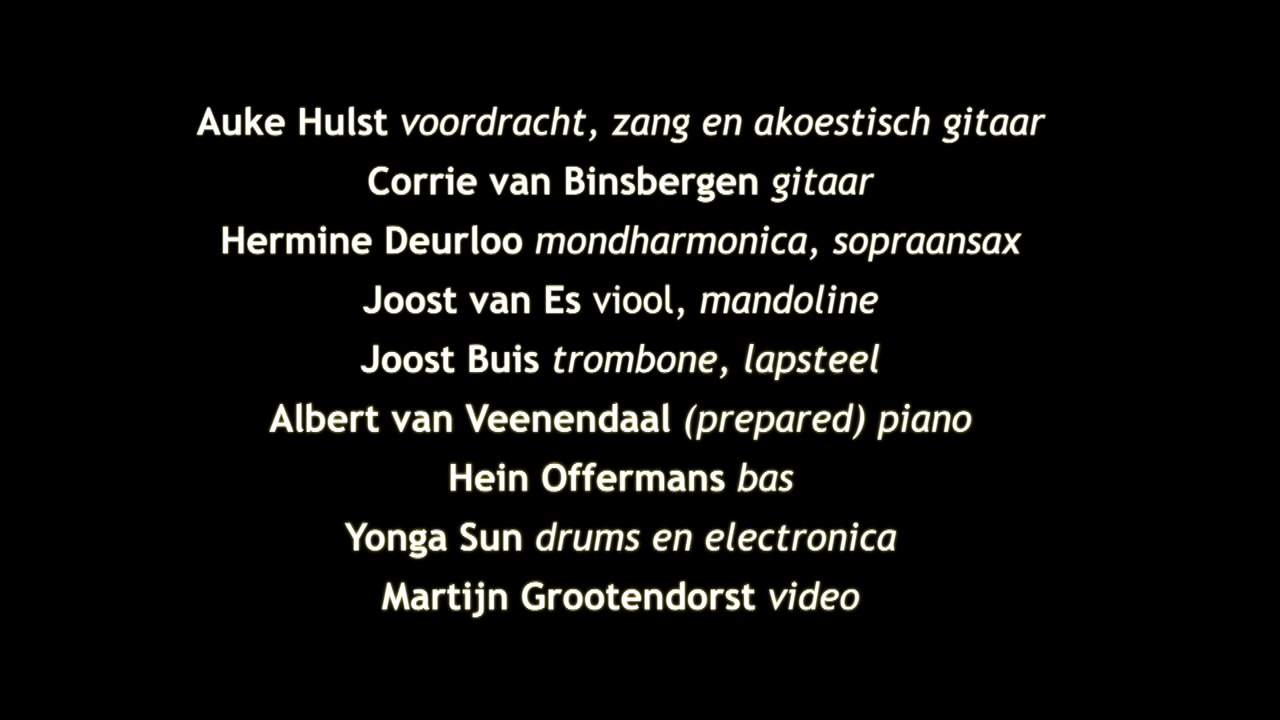 Auke Hulst voordracht, zang en akoestisch gitaar
Corrie van Binsbergen gitaar
Hermine Deurloo mondharmonica, sopraansax
Joost van Es viool, mandoline
Joost Buis trombone, lapsteel
Albert van Veenendaal (prepared) piano
Hein Offermans bas
Yonga Sun drums en electronica
Martijn Grootendorst video